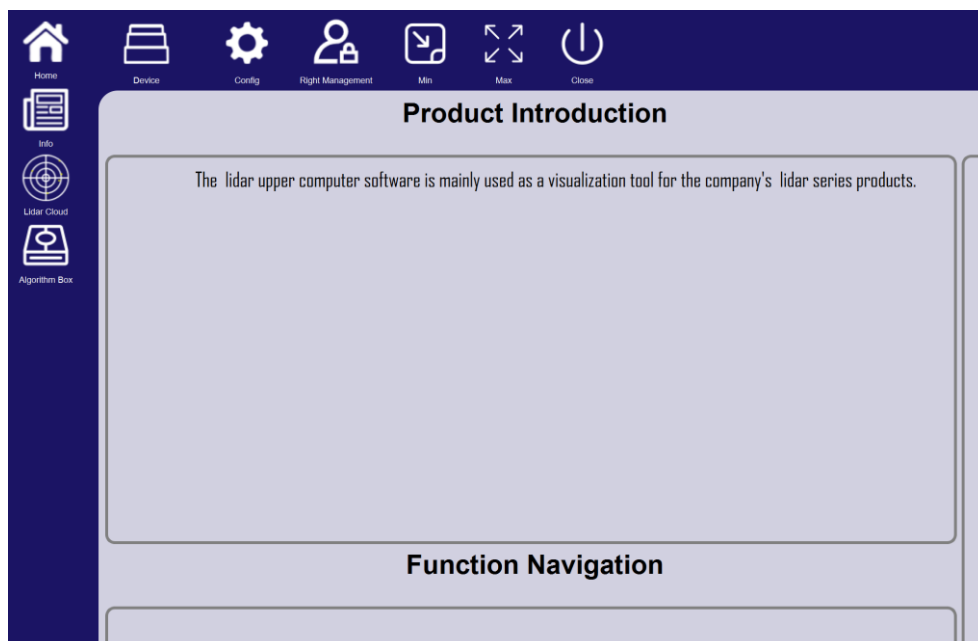 Home
Device
Config
Right Management
Min
Max
Close
Info
Lidar Cloud
Algorithm Box
Product Introduction
The lidar upper computer software is mainly used as a visualization tool for the company's lidar series products.
Function Navigation